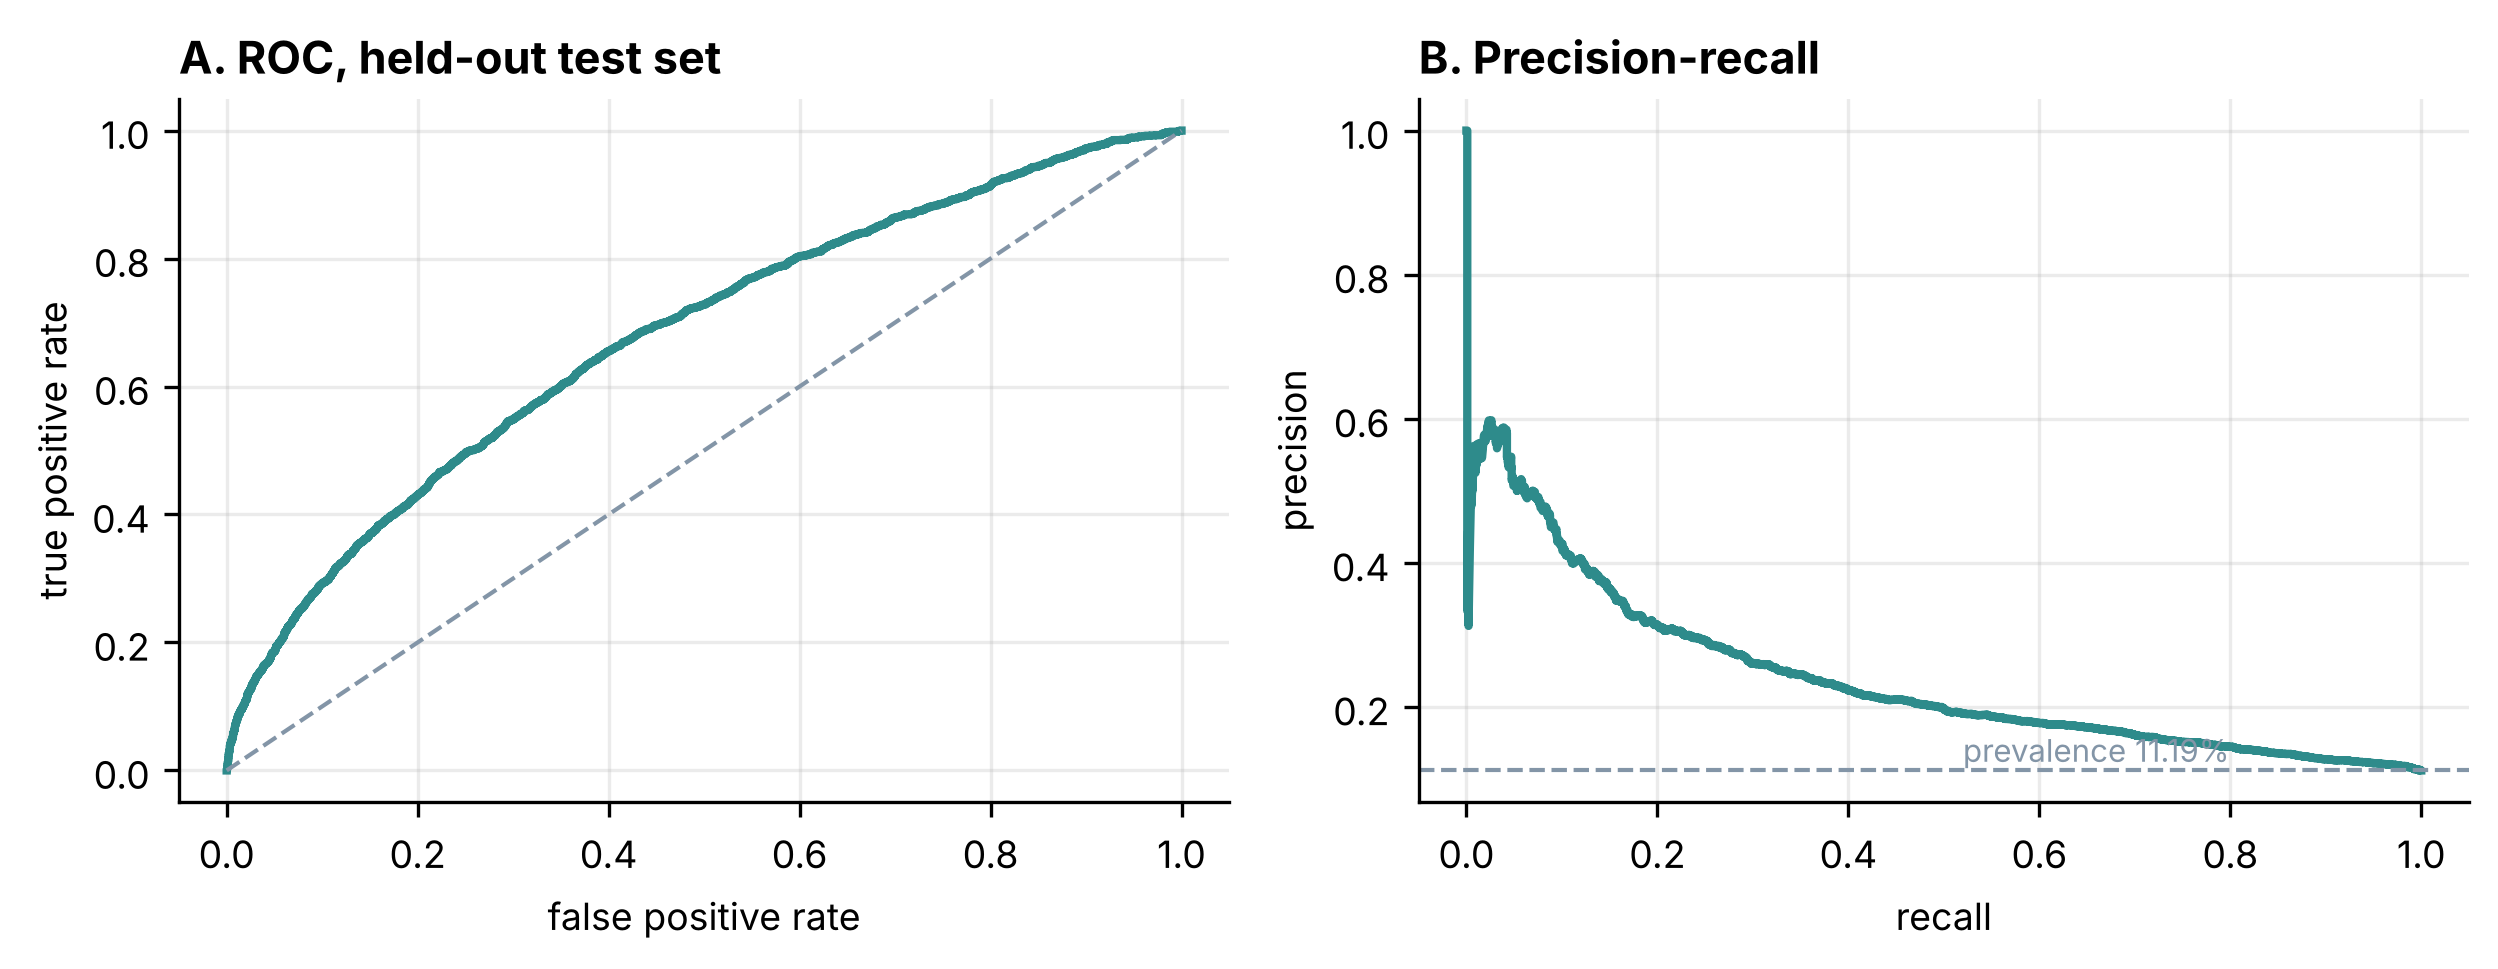 A. ROC, held-out test set
1.0
0.8
0.6
0.4
0.2
0.0
true positive rate
0.0 0.2 0.4 0.6 0.8 1.0
false positive rate
B. Precision-recall
1.0
0.8
0.6
0.4
0.2
precision
prevalence 11.19%
0.0 0.2 0.4 0.6 0.8 1.0
recall